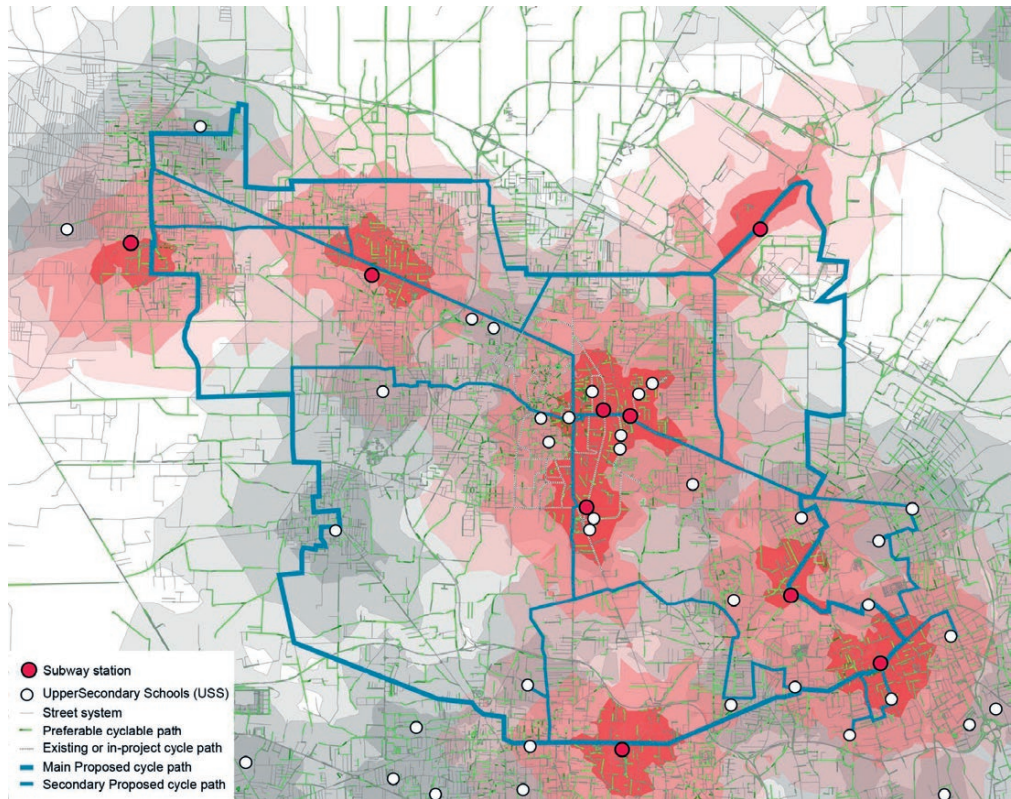 Subway station
UpperSecondary Schools (USS)
Street system
Preferable cyclable path
Existing or in-project cycle path
Main Proposed cycle path
Secondary Proposed cycle path